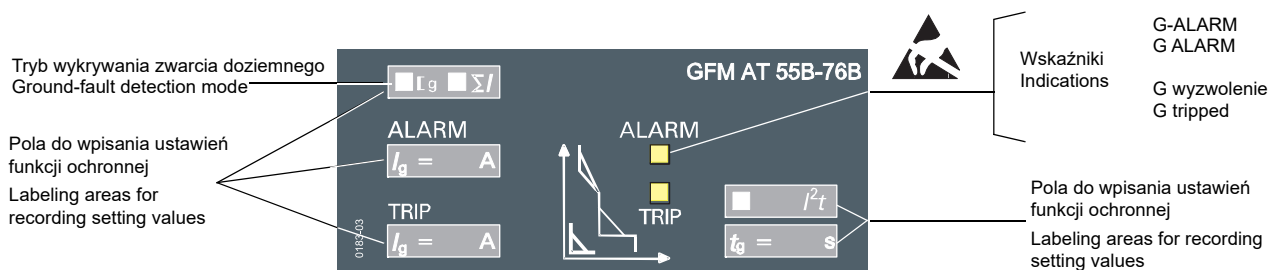 Tryb wykrywania zwarcia doziemnego
Ground-fault detection mode
Pola do wpisania ustawień
funkcji ochronnej
Labeling areas for
recording setting values
g ∑I
GFM AT 55B-76B
ALARM
Ig = A
TRIP
Ig = A
0183-03
ALARM
TRIP
I²t
tg = s
Wskaźniki
Indications
G-ALARM
G ALARM
G wyzwolenie
G tripped
Pola do wpisania ustawień
funkcji ochronnej
Labeling areas for recording
setting values